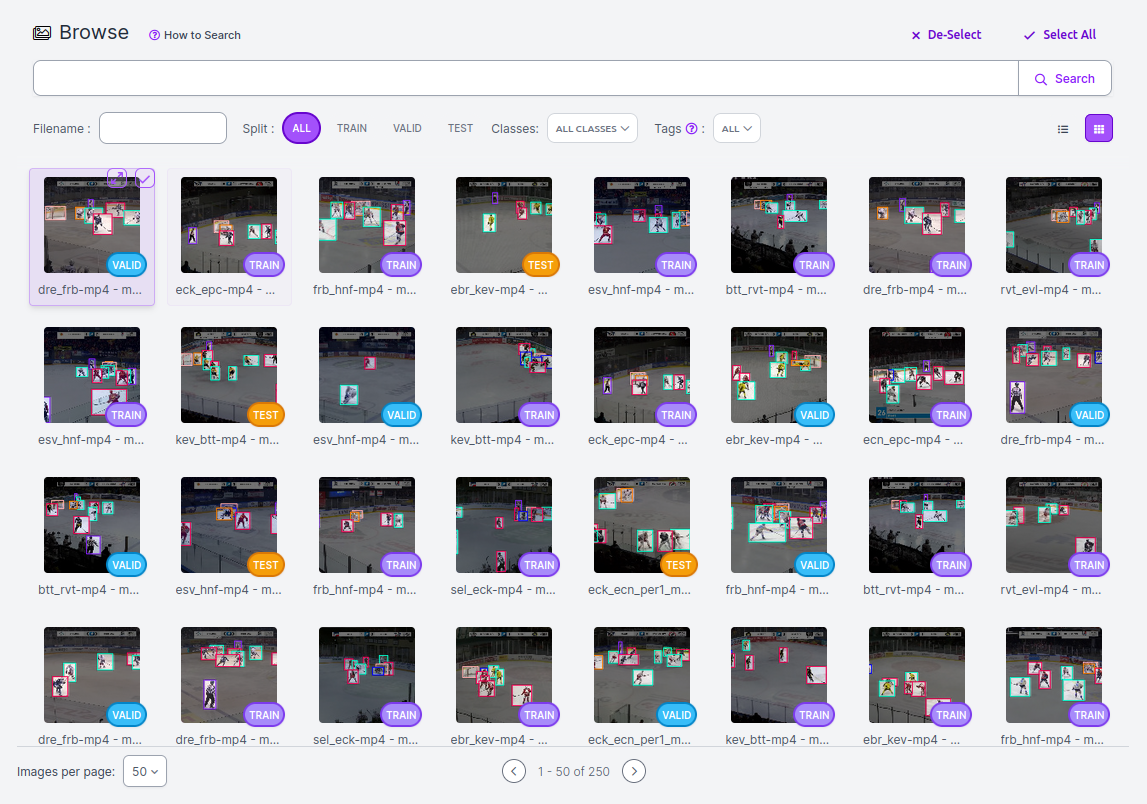 Browse How to Search De-Select Select All
Search
Filename : Split : ALL TRAIN VALID TEST Classes: ALL CLASSES Tags : ALL
VALID TRAIN TRAIN TEST TRAIN TRAIN TRAIN TRAIN
dre_frb-mp4 - m... eck_epc-mp4 - ... frb_hnf-mp4 - m... ebr_kev-mp4 - ... esv_hnf-mp4 - m... btt_rvt-mp4 - m... dre_frb-mp4 - m... rvt_evl-mp4 - m...
TRAIN TEST VALID TRAIN TRAIN VALID TRAIN VALID
esv_hnf-mp4 - m... kev_btt-mp4 - m... esv_hnf-mp4 - m... kev_btt-mp4 - m... eck_epc-mp4 - ... ebr_kev-mp4 - ... ecn_epc-mp4 - ... dre_frb-mp4 - m...
VALID TEST TRAIN TRAIN TEST VALID TRAIN TRAIN
btt_rvt-mp4 - m... esv_hnf-mp4 - m... frb_hnf-mp4 - m... sel_eck-mp4 - m... eck_ecn_per1_m... frb_hnf-mp4 - m... btt_rvt-mp4 - m... rvt_evl-mp4 - m...
VALID TRAIN TRAIN TRAIN VALID TRAIN TRAIN TRAIN
dre_frb-mp4 - m... dre_frb-mp4 - m... sel_eck-mp4 - m... ebr_kev-mp4 - ... eck_ecn_per1_m... kev_btt-mp4 - m... ebr_kev-mp4 - ... frb_hnf-mp4 - m...
Images per page: 50 1 - 50 of 250